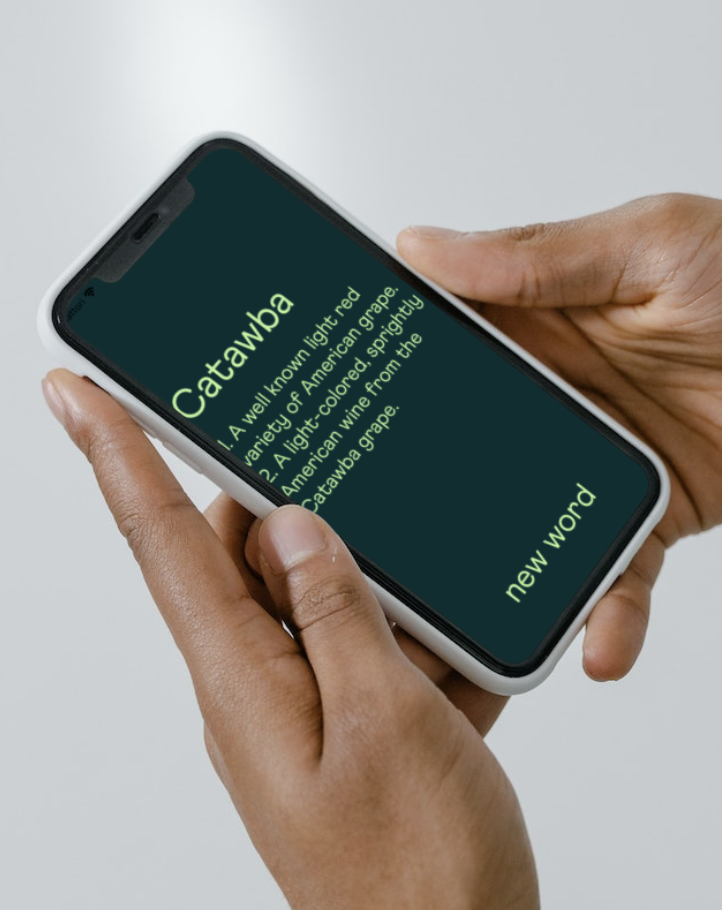 Catawba
1. A well known light red
variety of American grape.
2. A light-colored, sprightly
American wine from the
Catawba grape.
new word